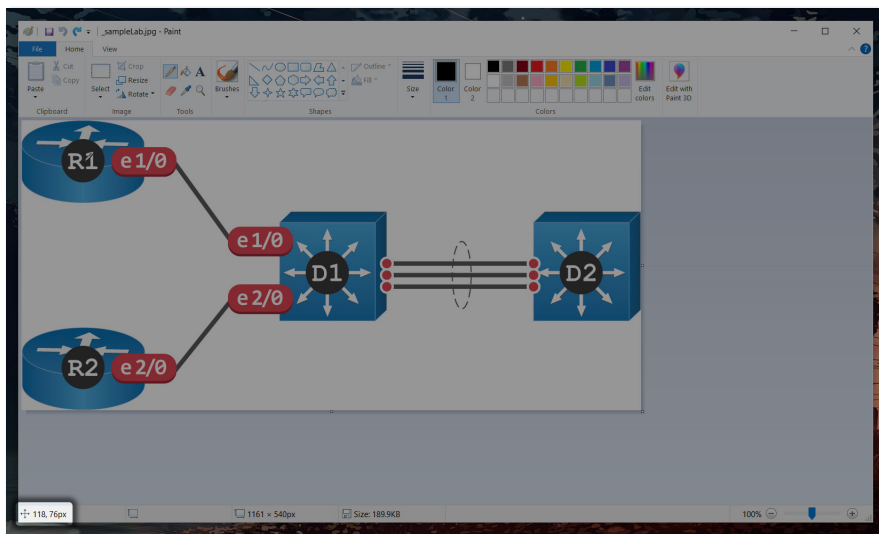 _sampleLab.jpg - Paint
File Home View
Paste
Cut
Copy
Clipboard
Select
Crop
Resize
Rotate
Image
A
Tools
Brushes
Outline
Fill
Shapes
Size
Color
1
Color
2
Edit
colors
Edit with
Paint 3D
Colors
R1 e1/0
e1/0
D1
D2
e2/0
R2 e2/0
118, 76px
1161 × 540px
Size: 189.9KB
100%